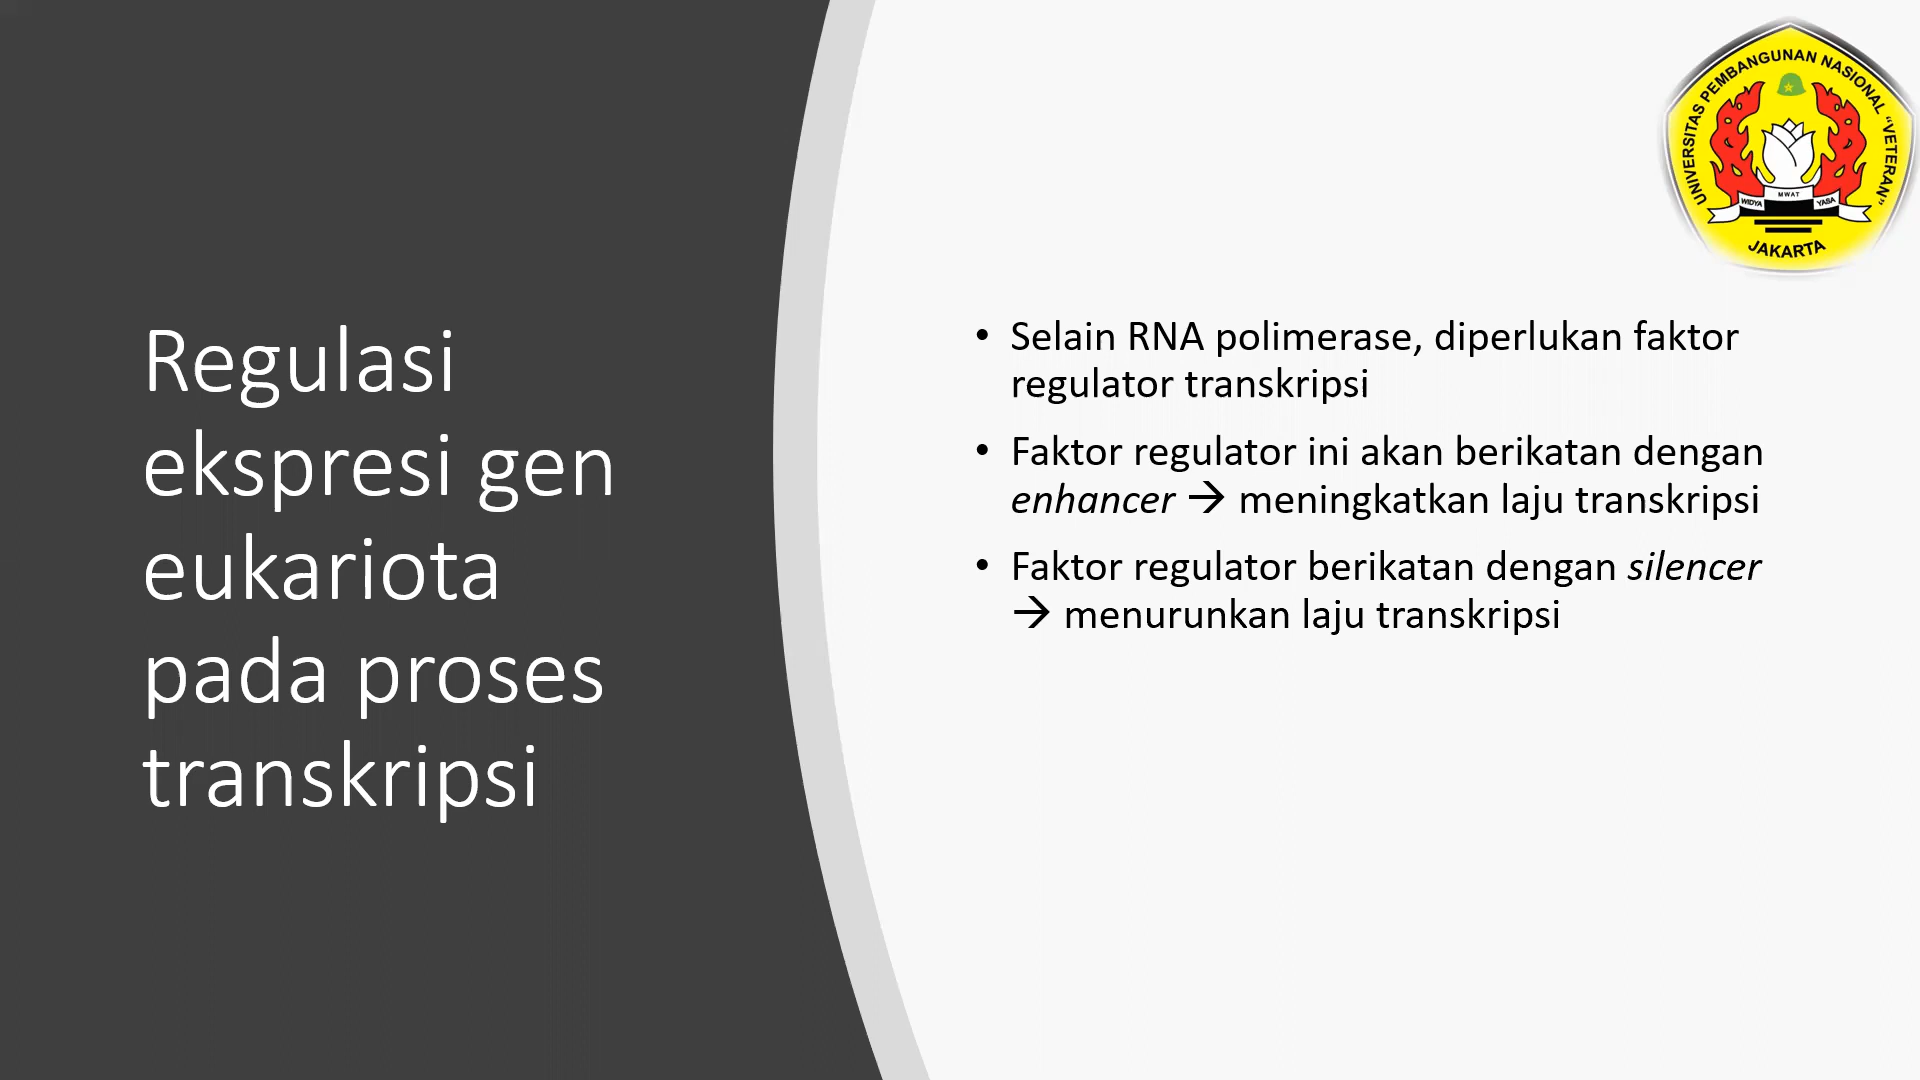 UNIVERSITAS PEMBANGUNAN NASIONAL "VETERAN"
MWAT
WIDYA YASA
JAKARTA
Regulasi
ekspresi gen
eukariota
pada proses
transkripsi
• Selain RNA polimerase, diperlukan faktor
regulator transkripsi
• Faktor regulator ini akan berikatan dengan
enhancer → meningkatkan laju transkripsi
• Faktor regulator berikatan dengan silencer
→ menurunkan laju transkripsi